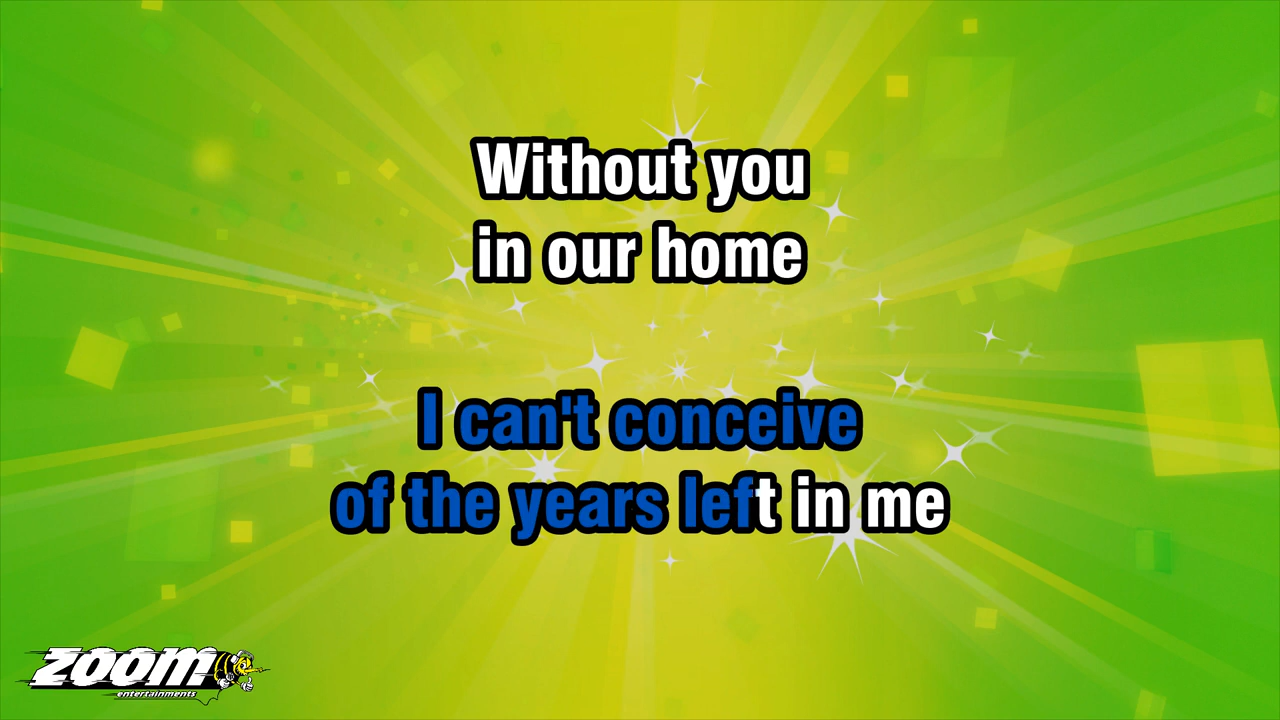 Without you
in our home
I can't conceive
of the years left in me
zoom
entertainments